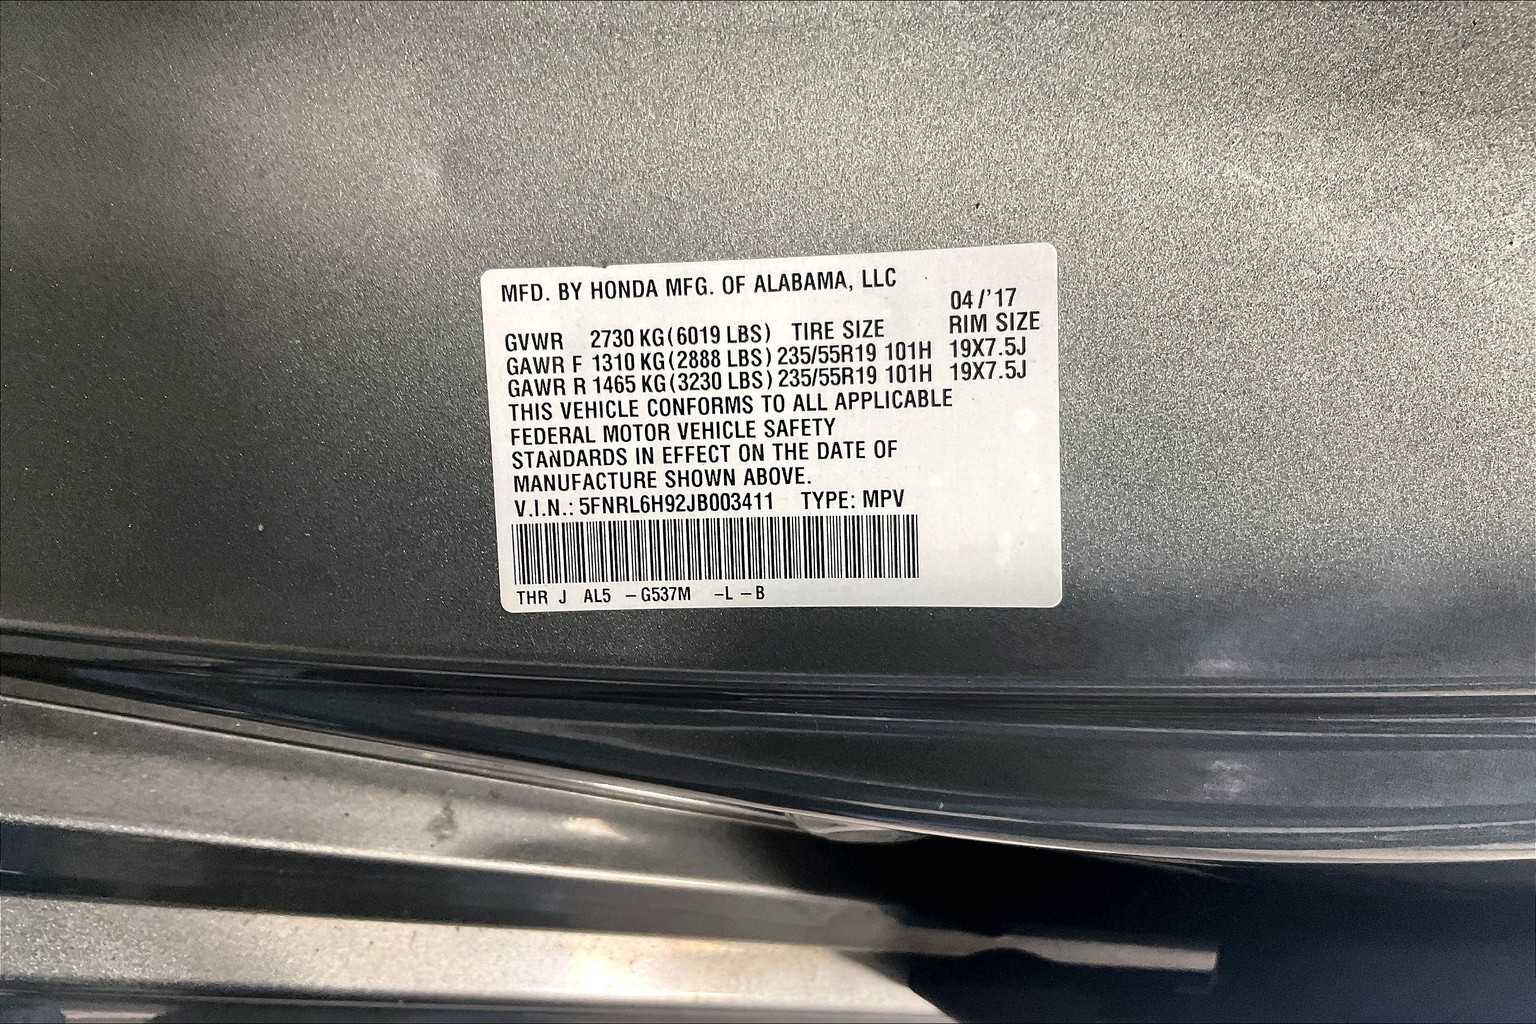 MFD. BY HONDA MFG. OF ALABAMA, LLC
04/'17
GVWR 2730 KG(6019 LBS) TIRE SIZE RIM SIZE
GAWR F 1310 KG(2888 LBS) 235/55R19 101H 19X7.5J
GAWR R 1465 KG(3230 LBS) 235/55R19 101H 19X7.5J
THIS VEHICLE CONFORMS TO ALL APPLICABLE
FEDERAL MOTOR VEHICLE SAFETY
STANDARDS IN EFFECT ON THE DATE OF
MANUFACTURE SHOWN ABOVE.
V.I.N.: 5FNRL6H92JB003411 TYPE: MPV
THR J AL5 -G537M -L-B